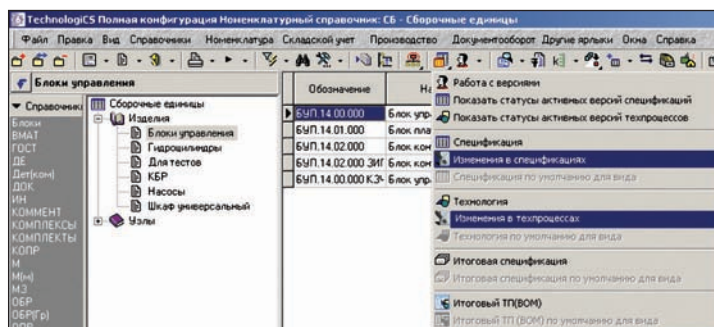 TechnologiCS Полная конфигурация Номенклатурный справочник: СБ - Сборочные единицы
Файл Правка Вид Справочники Номенклатура Складской учет Производство Документооборот Другие ярлыки Окна Справка
Блоки управления
Справочники
Блоки
ВМАТ
ГОСТ
ДЕ
Дет(кон)
ДОК
ИН
КОММЕНТ
КОМПЛЕКСЫ
КОМПЛЕКТЫ
КОПР
М
М(н)
МЗ
ОБР
ОБР(Гр)
Сборочные единицы
Изделия
Блоки управления
Гидроцилиндры
Для тестов
КБР
Насосы
Шкаф универсальный
Узлы
Обозначение На
БУП.14.00.000 Блок упра
БУП.14.01.000 Блок пла
БУП.14.02.000 Блок кон
БУП.14.02.000 ЗИГ Блок кон
БУП.14.00.000 КЭЧ Блок упр
Работа с версиями
Показать статусы активных версий спецификаций
Показать статусы активных версий техпроцессов
Спецификация
Изменения в спецификациях
Спецификация по умолчанию для вида
Технология
Изменения в техпроцессах
Технология по умолчанию для вида
Итоговая спецификация
Итоговая спецификация по умолчанию для вида
Итоговый ТП(BOM)
Итоговый ТП (BOM) по умолчанию для вида